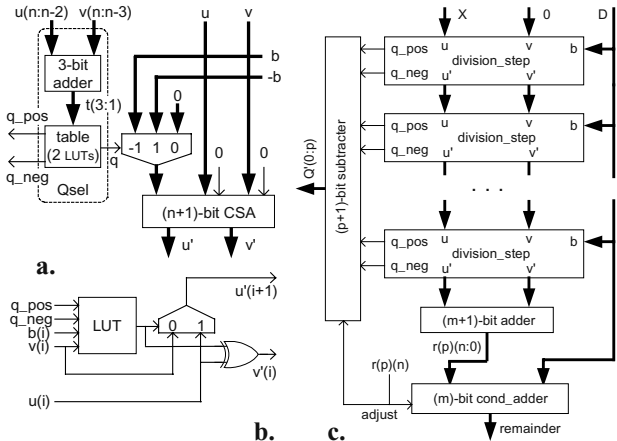 u(n:n-2) v(n:n-3)
3-bit adder
t(3:1)
q_pos
q_neg
table
(2 LUTs)
Qsel
q
u v
b
-b
0
-1 1 0
0 0
(n+1)-bit CSA
u' v'
a.
q_pos
q_neg
b(i)
v(i)
LUT
0 1
u'(i+1)
v'(i)
u(i)
b.
X 0 D
q_pos u v b
division_step
q_neg u' v'
q_pos u v b
division_step
q_neg u' v'
. . .
q_pos u v b
division_step
q_neg u' v'
Q'(0:p)
(p+1)-bit subtracter
(m+1)-bit adder
r(p)(n:0)
r(p)(n)
adjust
(m)-bit cond_adder
remainder
c.